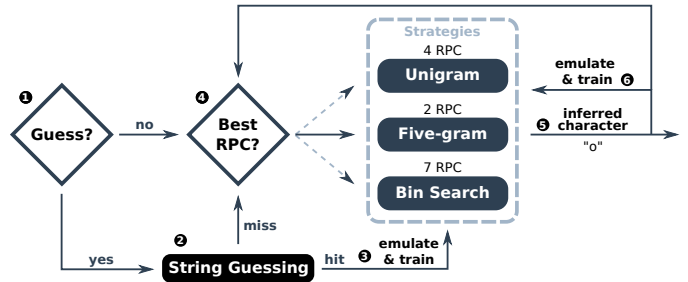 Strategies
4 RPC
Unigram
emulate
& train ❻
❶
❹
Guess?
no
Best
RPC?
2 RPC
Five-gram
inferred
❺ character
"o"
7 RPC
Bin Search
miss
❷
yes
String Guessing
hit ❸
emulate
& train